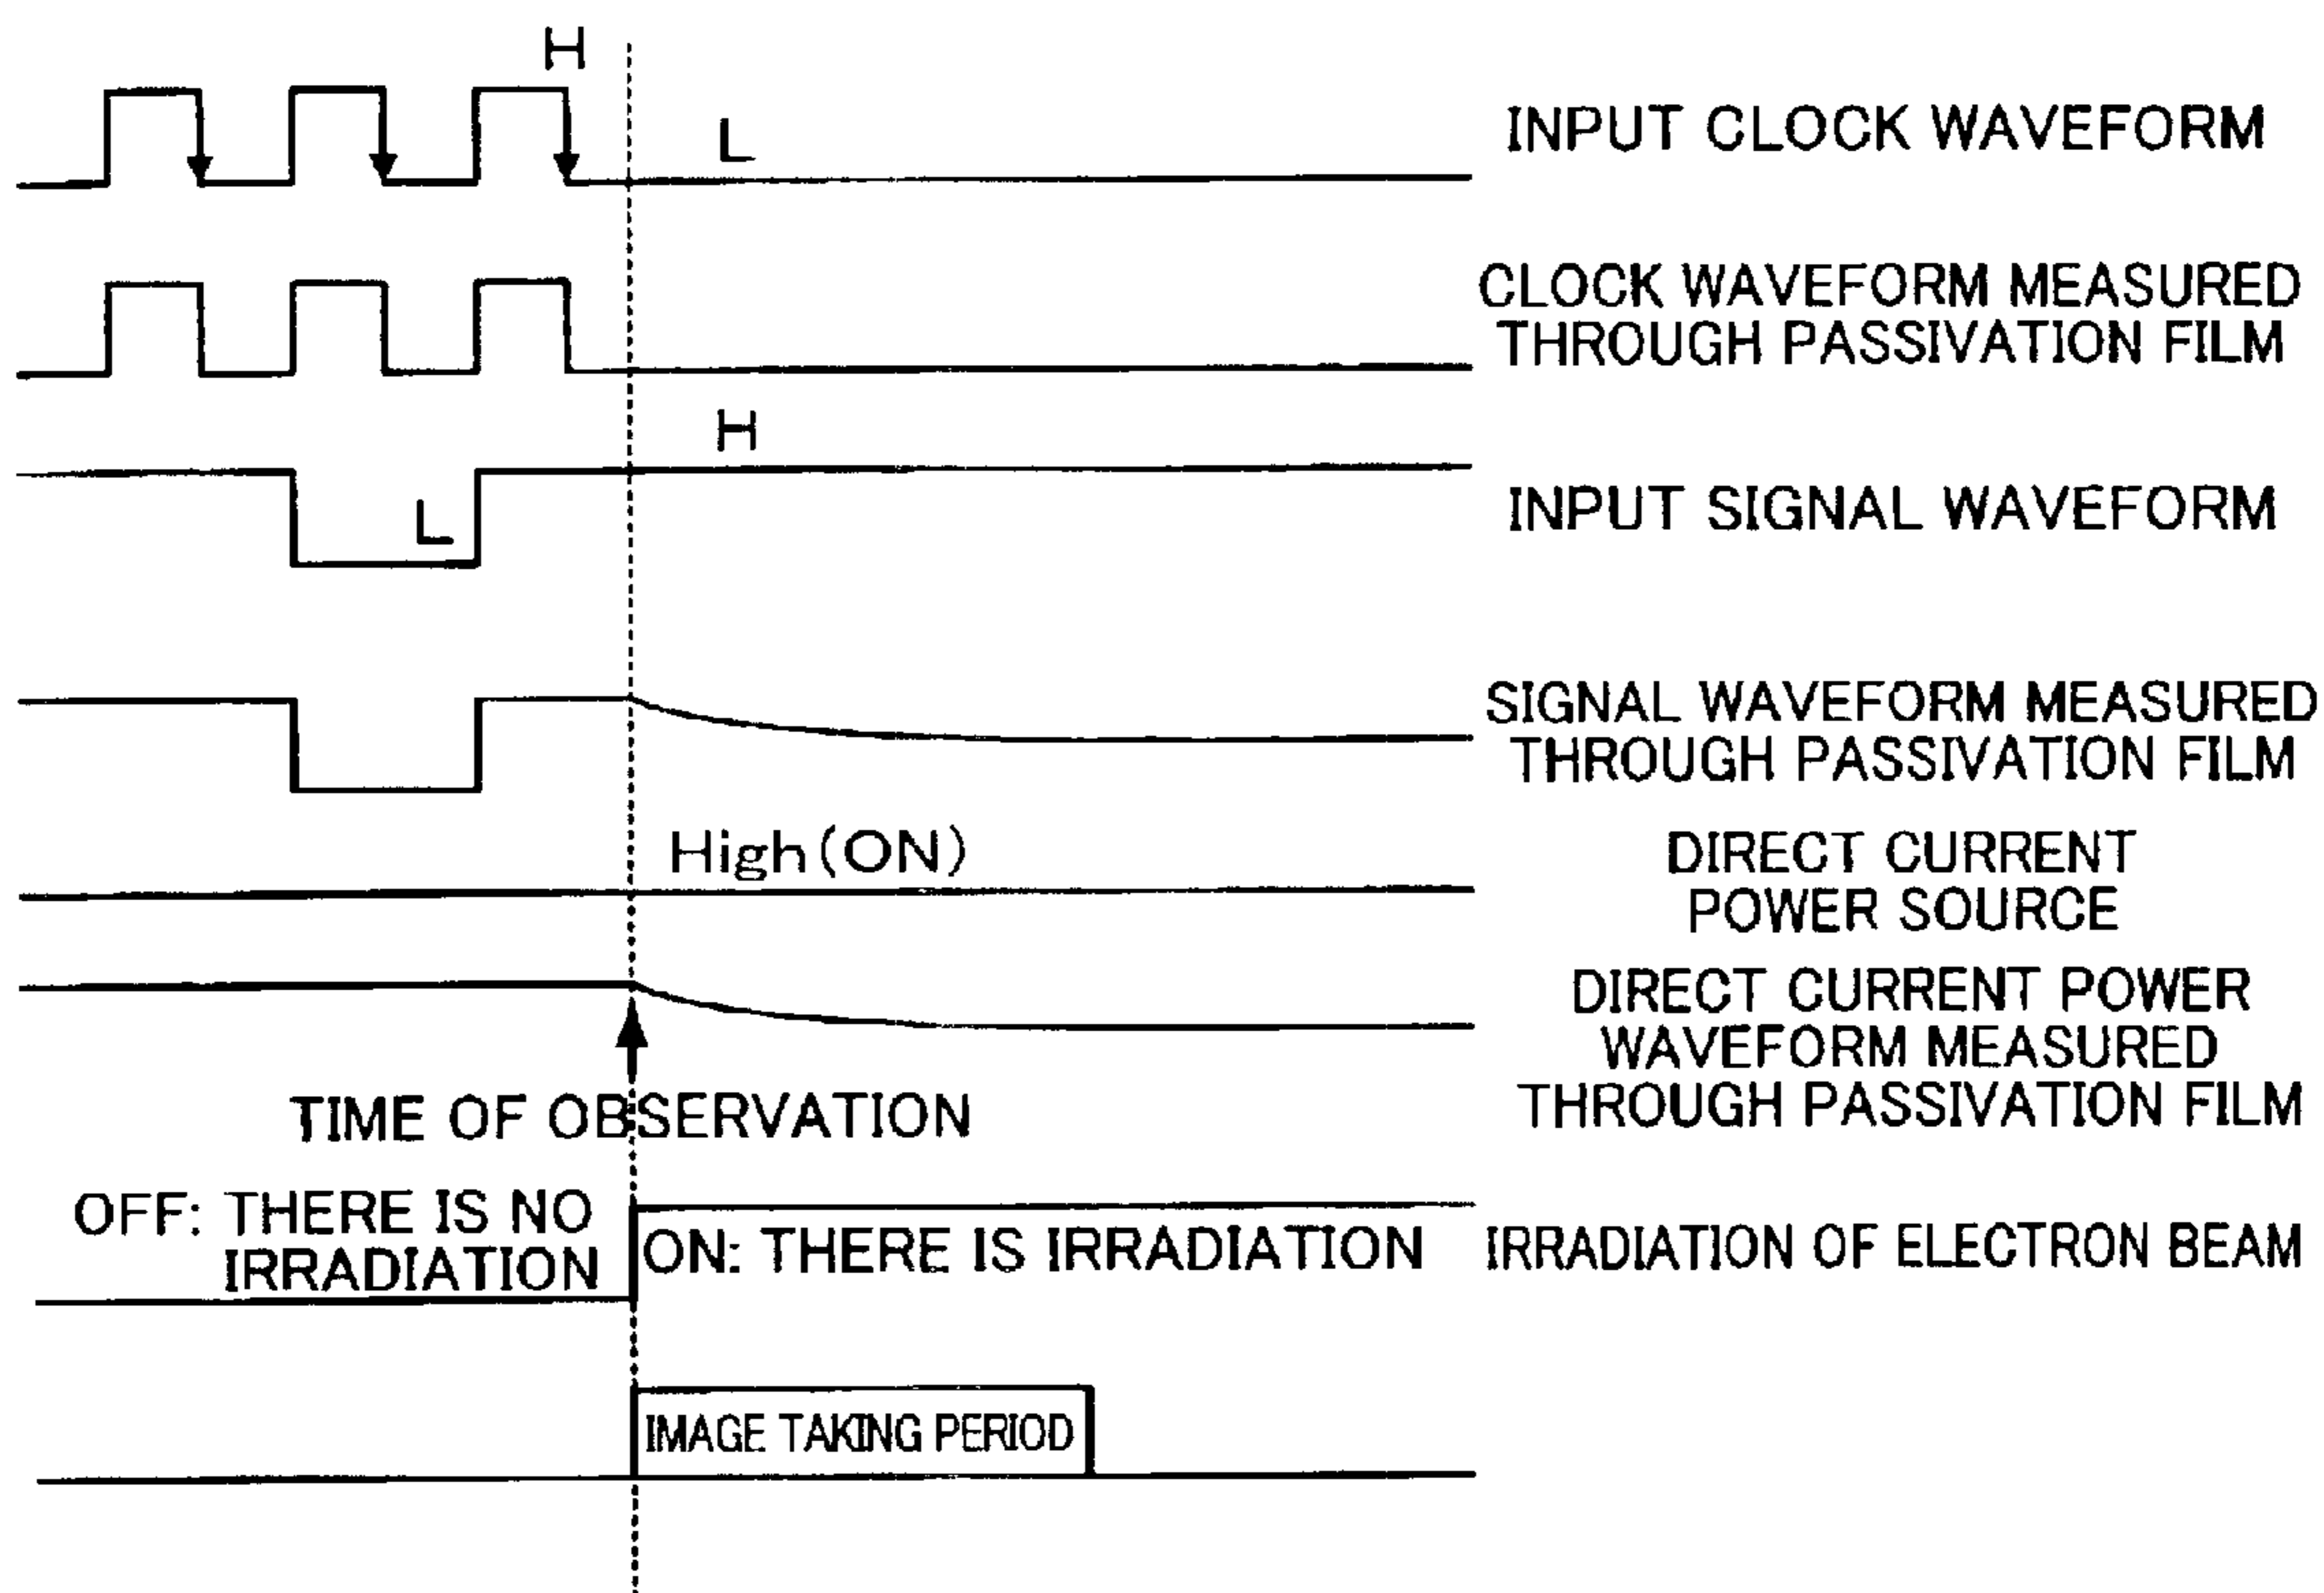 H
L
INPUT CLOCK WAVEFORM
CLOCK WAVEFORM MEASURED
THROUGH PASSIVATION FILM
H
L
INPUT SIGNAL WAVEFORM
SIGNAL WAVEFORM MEASURED
THROUGH PASSIVATION FILM
High(ON)
DIRECT CURRENT
POWER SOURCE
DIRECT CURRENT POWER
WAVEFORM MEASURED
THROUGH PASSIVATION FILM
TIME OF OBSERVATION
OFF: THERE IS NO
IRRADIATION
ON: THERE IS IRRADIATION
IRRADIATION OF ELECTRON BEAM
IMAGE TAKING PERIOD